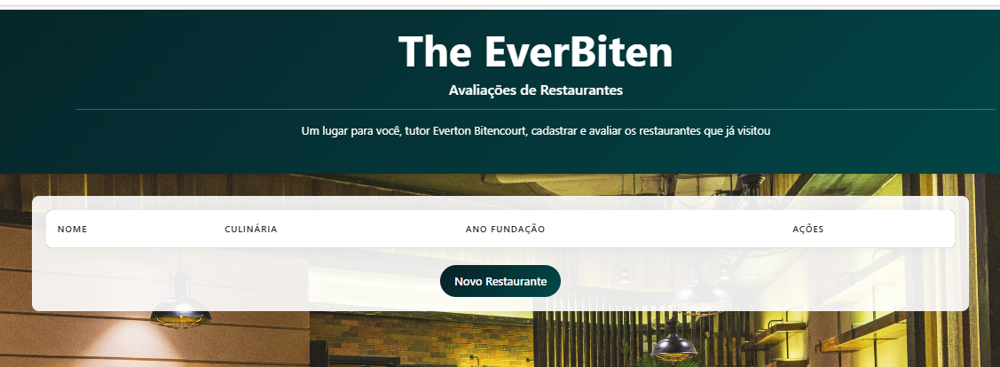 The EverBiten
Avaliações de Restaurantes
Um lugar para você, tutor Everton Bitencourt, cadastrar e avaliar os restaurantes que já visitou
NOME CULINÁRIA ANO FUNDAÇÃO AÇÕES
Novo Restaurante